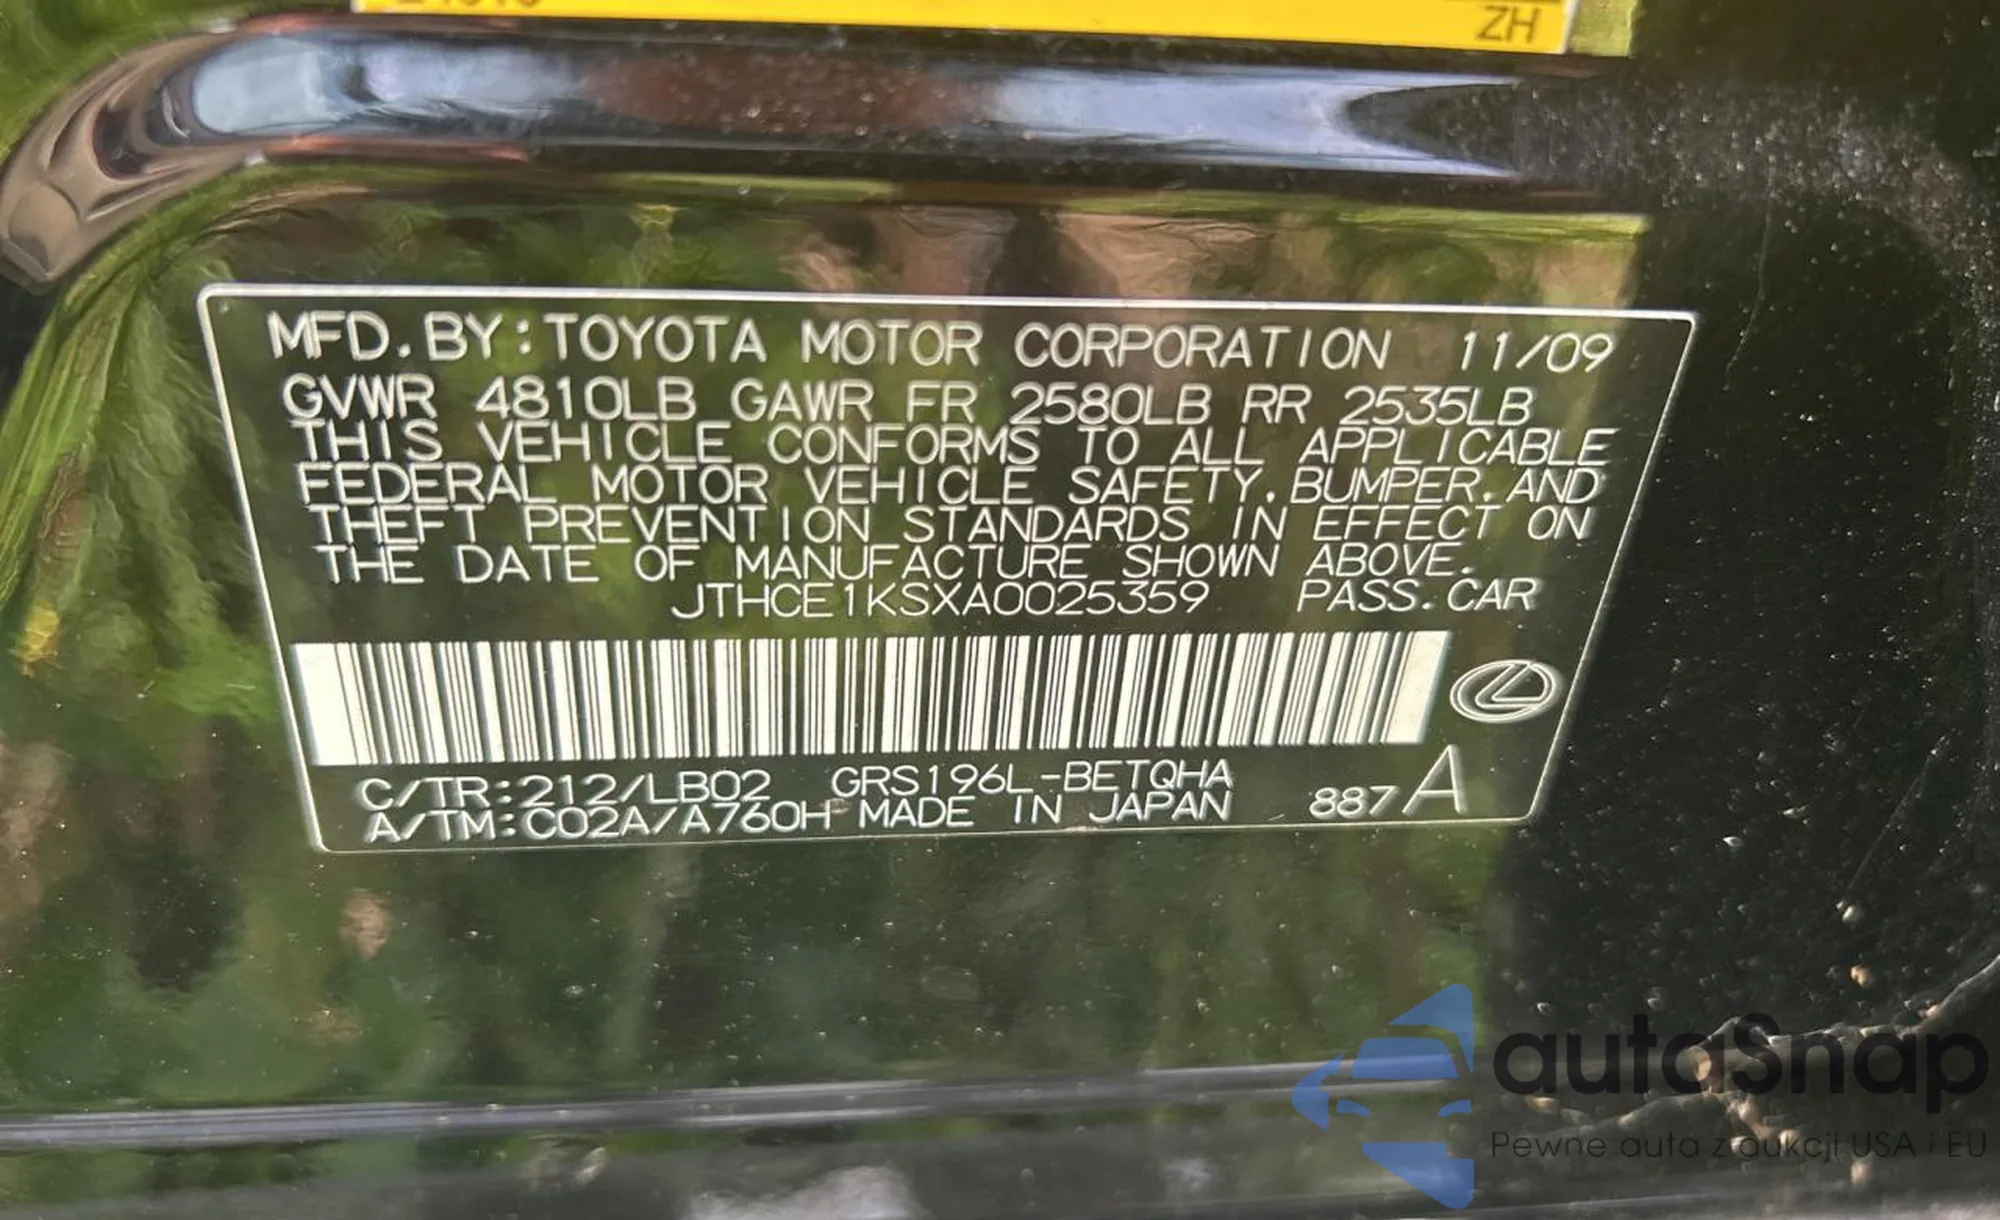 ZH
MFD. BY: TOYOTA MOTOR CORPORATION 11/09
GVWR 4810LB GAWR FR 2580LB RR 2535LB
THIS VEHICLE CONFORMS TO ALL APPLICABLE
FEDERAL MOTOR VEHICLE SAFETY, BUMPER, AND
THEFT PREVENTION STANDARDS IN EFFECT ON
THE DATE OF MANUFACTURE SHOWN ABOVE.
JTHCE1KSXA0025359 PASS. CAR
C/TR:212/LB02 GRS196L-BETQHA
A/TM:C02A/A760H MADE IN JAPAN 887A
autoSnap
Pewne auta z aukcji USA i EU